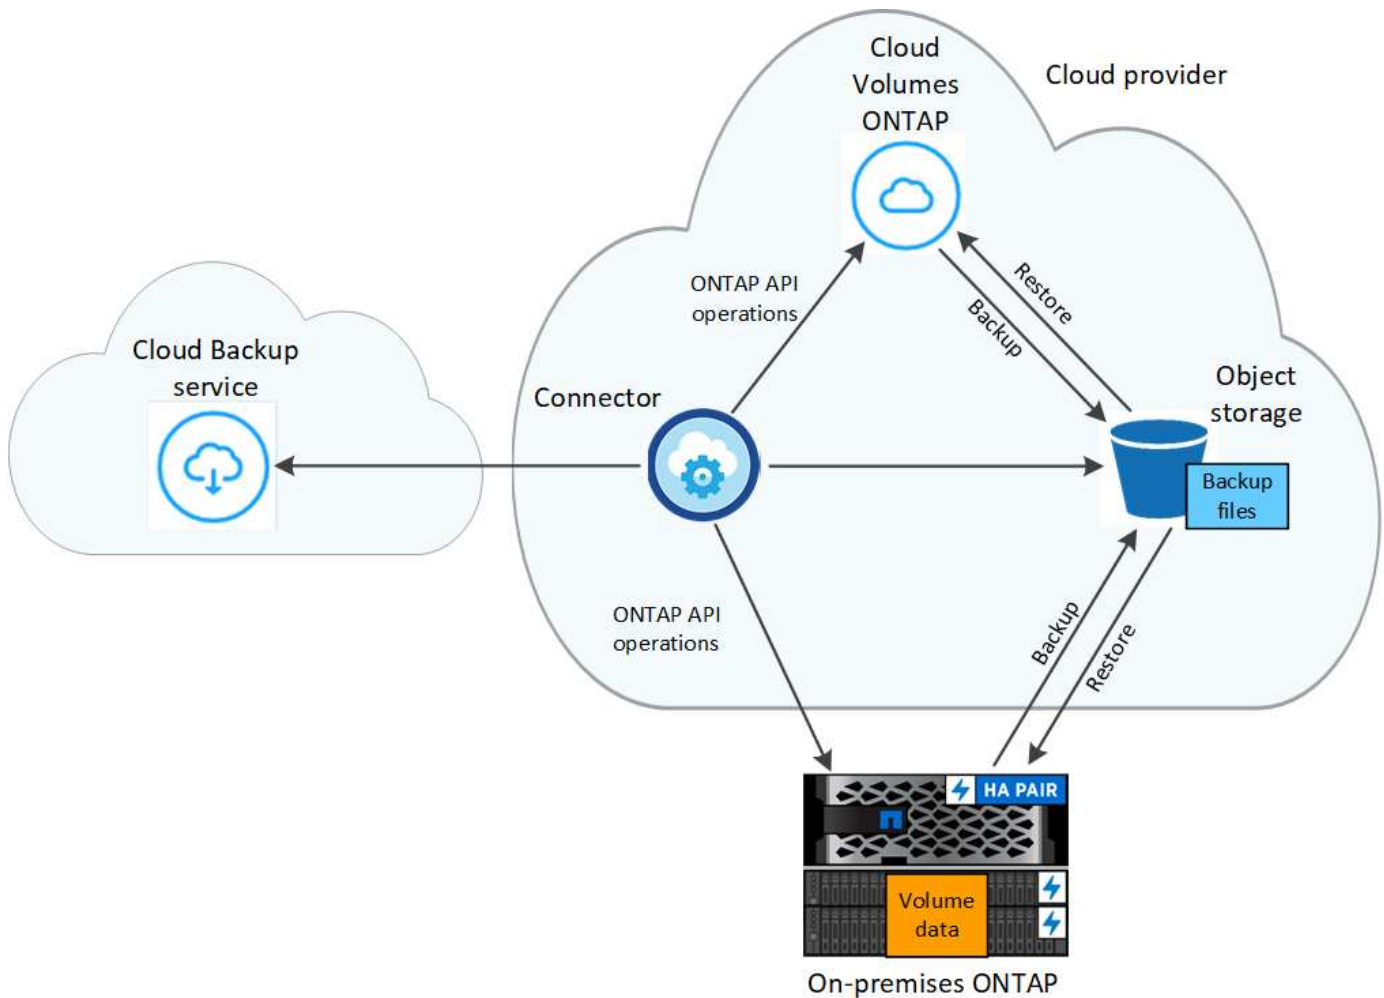 Cloud
Volumes
ONTAP
Cloud provider
ONTAP API
operations
Restore
Backup
Cloud Backup
service
Connector
Object
storage
Backup
files
ONTAP API
operations
Backup
Restore
HA PAIR
Volume
data
On-premises ONTAP